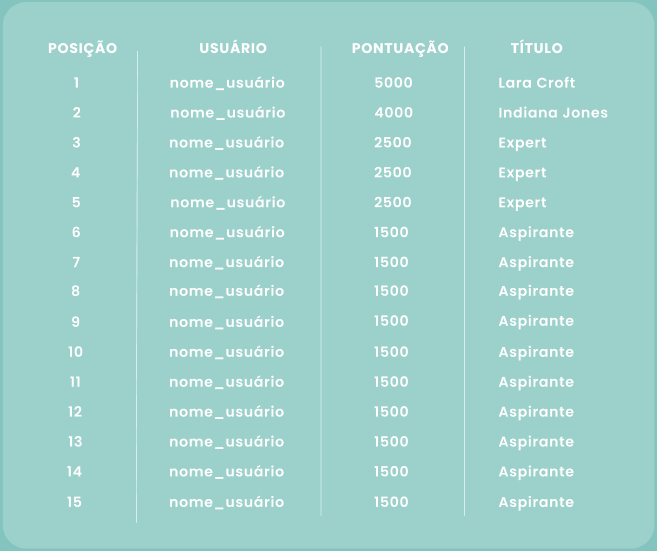 POSIÇÃO USUÁRIO PONTUAÇÃO TÍTULO
1 nome_usuário 5000 Lara Croft
2 nome_usuário 4000 Indiana Jones
3 nome_usuário 2500 Expert
4 nome_usuário 2500 Expert
5 nome_usuário 2500 Expert
6 nome_usuário 1500 Aspirante
7 nome_usuário 1500 Aspirante
8 nome_usuário 1500 Aspirante
9 nome_usuário 1500 Aspirante
10 nome_usuário 1500 Aspirante
11 nome_usuário 1500 Aspirante
12 nome_usuário 1500 Aspirante
13 nome_usuário 1500 Aspirante
14 nome_usuário 1500 Aspirante
15 nome_usuário 1500 Aspirante